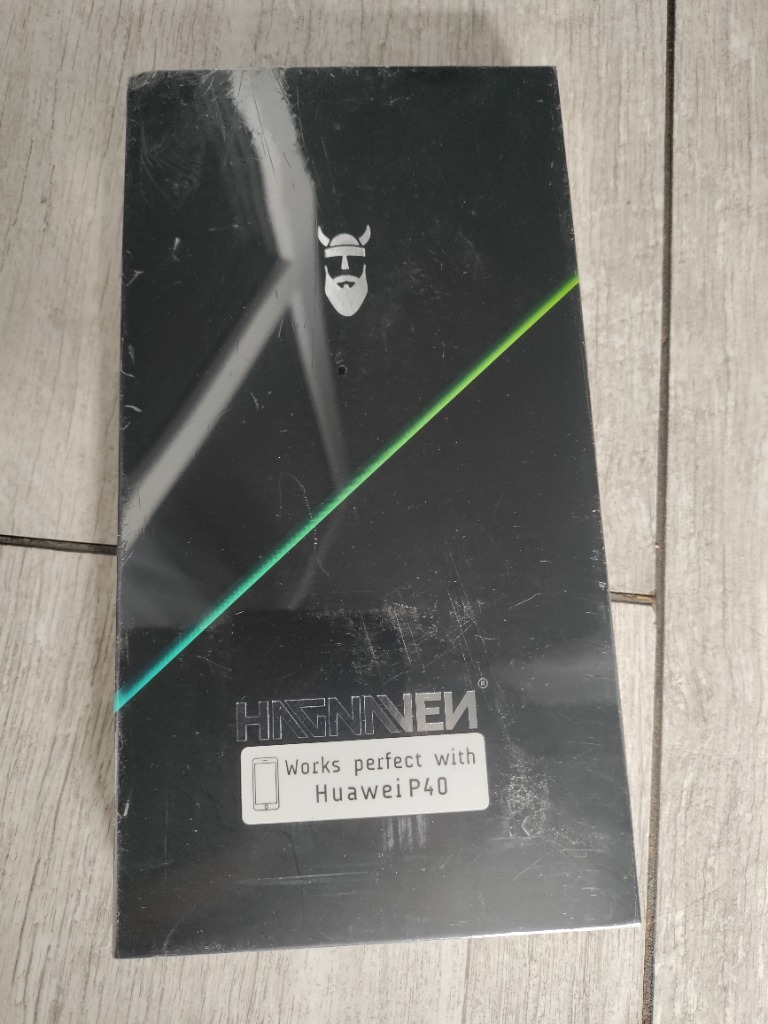 HAGNAVEN®
Works perfect with
Huawei P40